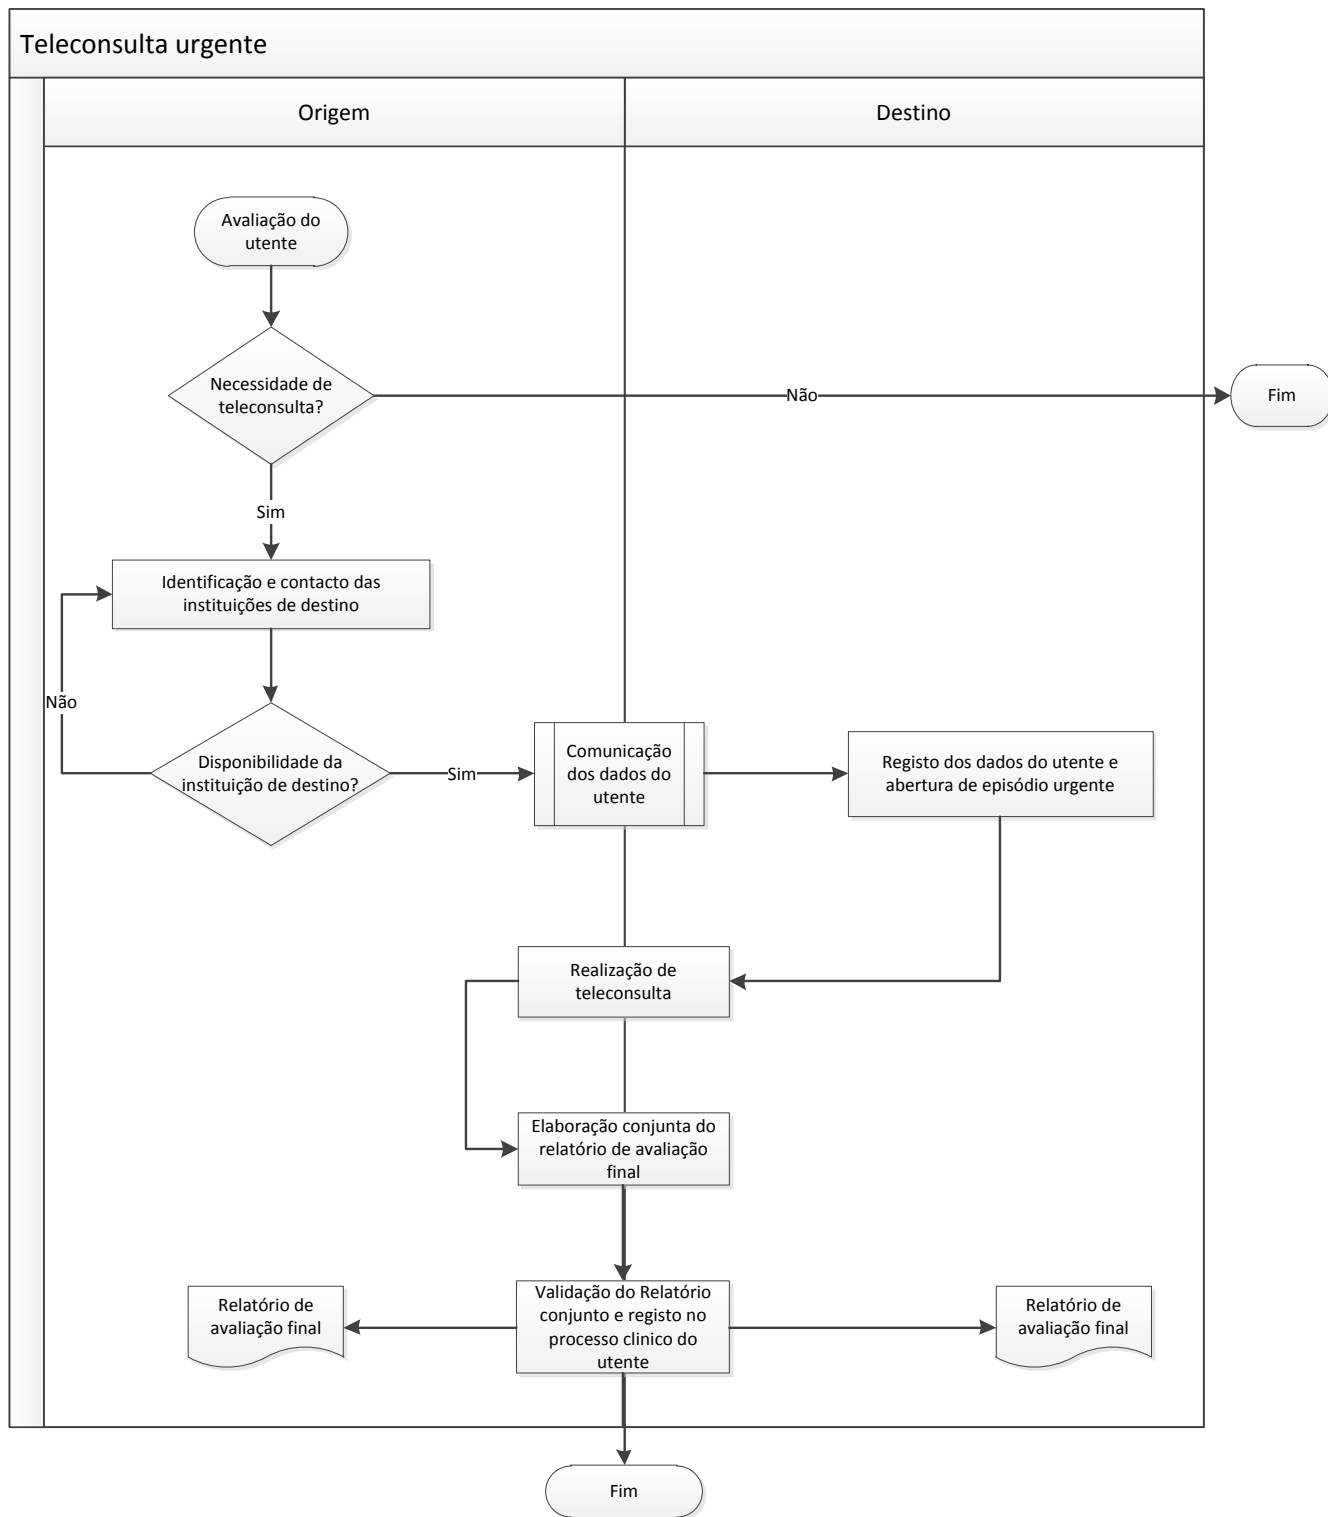 Teleconsulta urgente
Origem
Destino
Avaliação do
utente
Necessidade de
teleconsulta?
Não
Fim
Sim
Identificação e contacto das
instituições de destino
Não
Disponibilidade da
instituição de destino?
Sim
Comunicação
dos dados do
utente
Registo dos dados do utente e
abertura de episódio urgente
Realização de
teleconsulta
Elaboração conjunta do
relatório de avaliação
final
Relatório de
avaliação final
Validação do Relatório
conjunto e registo no
processo clinico do
utente
Relatório de
avaliação final
Fim